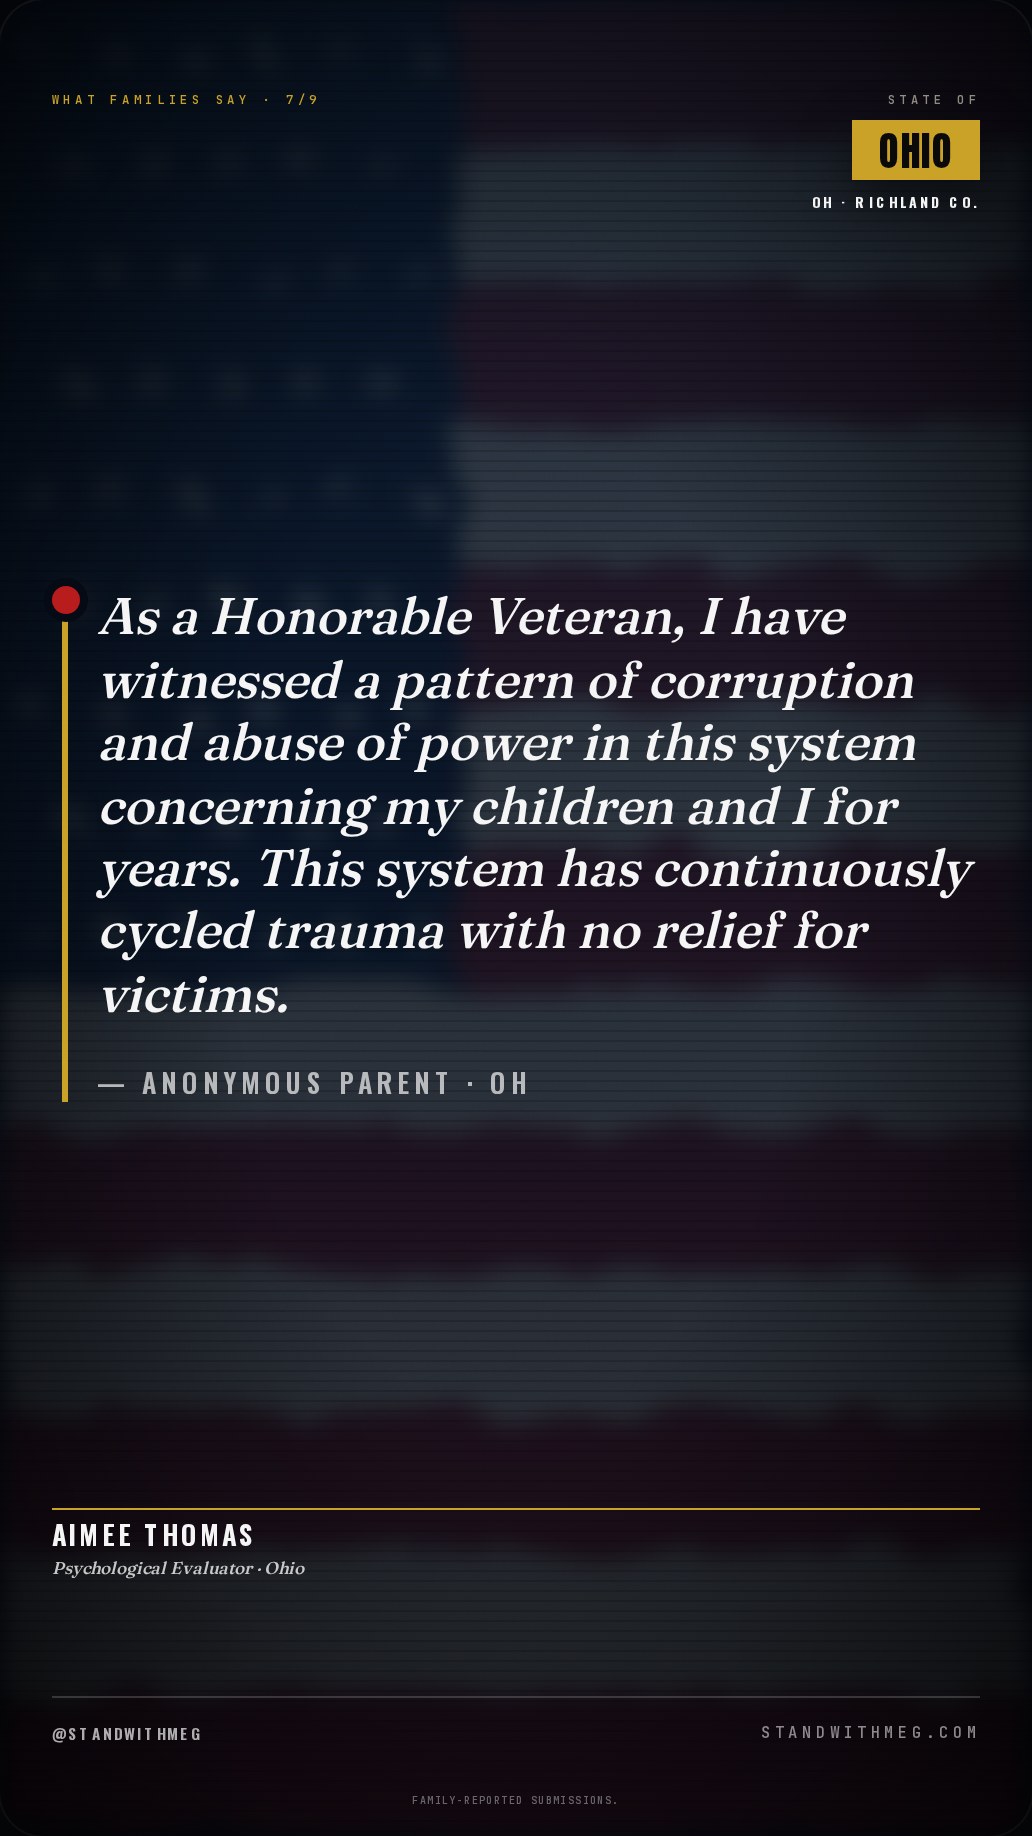 WHAT FAMILIES SAY · 7/9
STATE OF
OHIO
OH · RICHLAND CO.
As a Honorable Veteran, I have
witnessed a pattern of corruption
and abuse of power in this system
concerning my children and I for
years. This system has continuously
cycled trauma with no relief for
victims.
— ANONYMOUS PARENT · OH
AIMEE THOMAS
Psychological Evaluator · Ohio
@STANDWITHMEG
STANDWITHMEG.COM
FAMILY-REPORTED SUBMISSIONS.